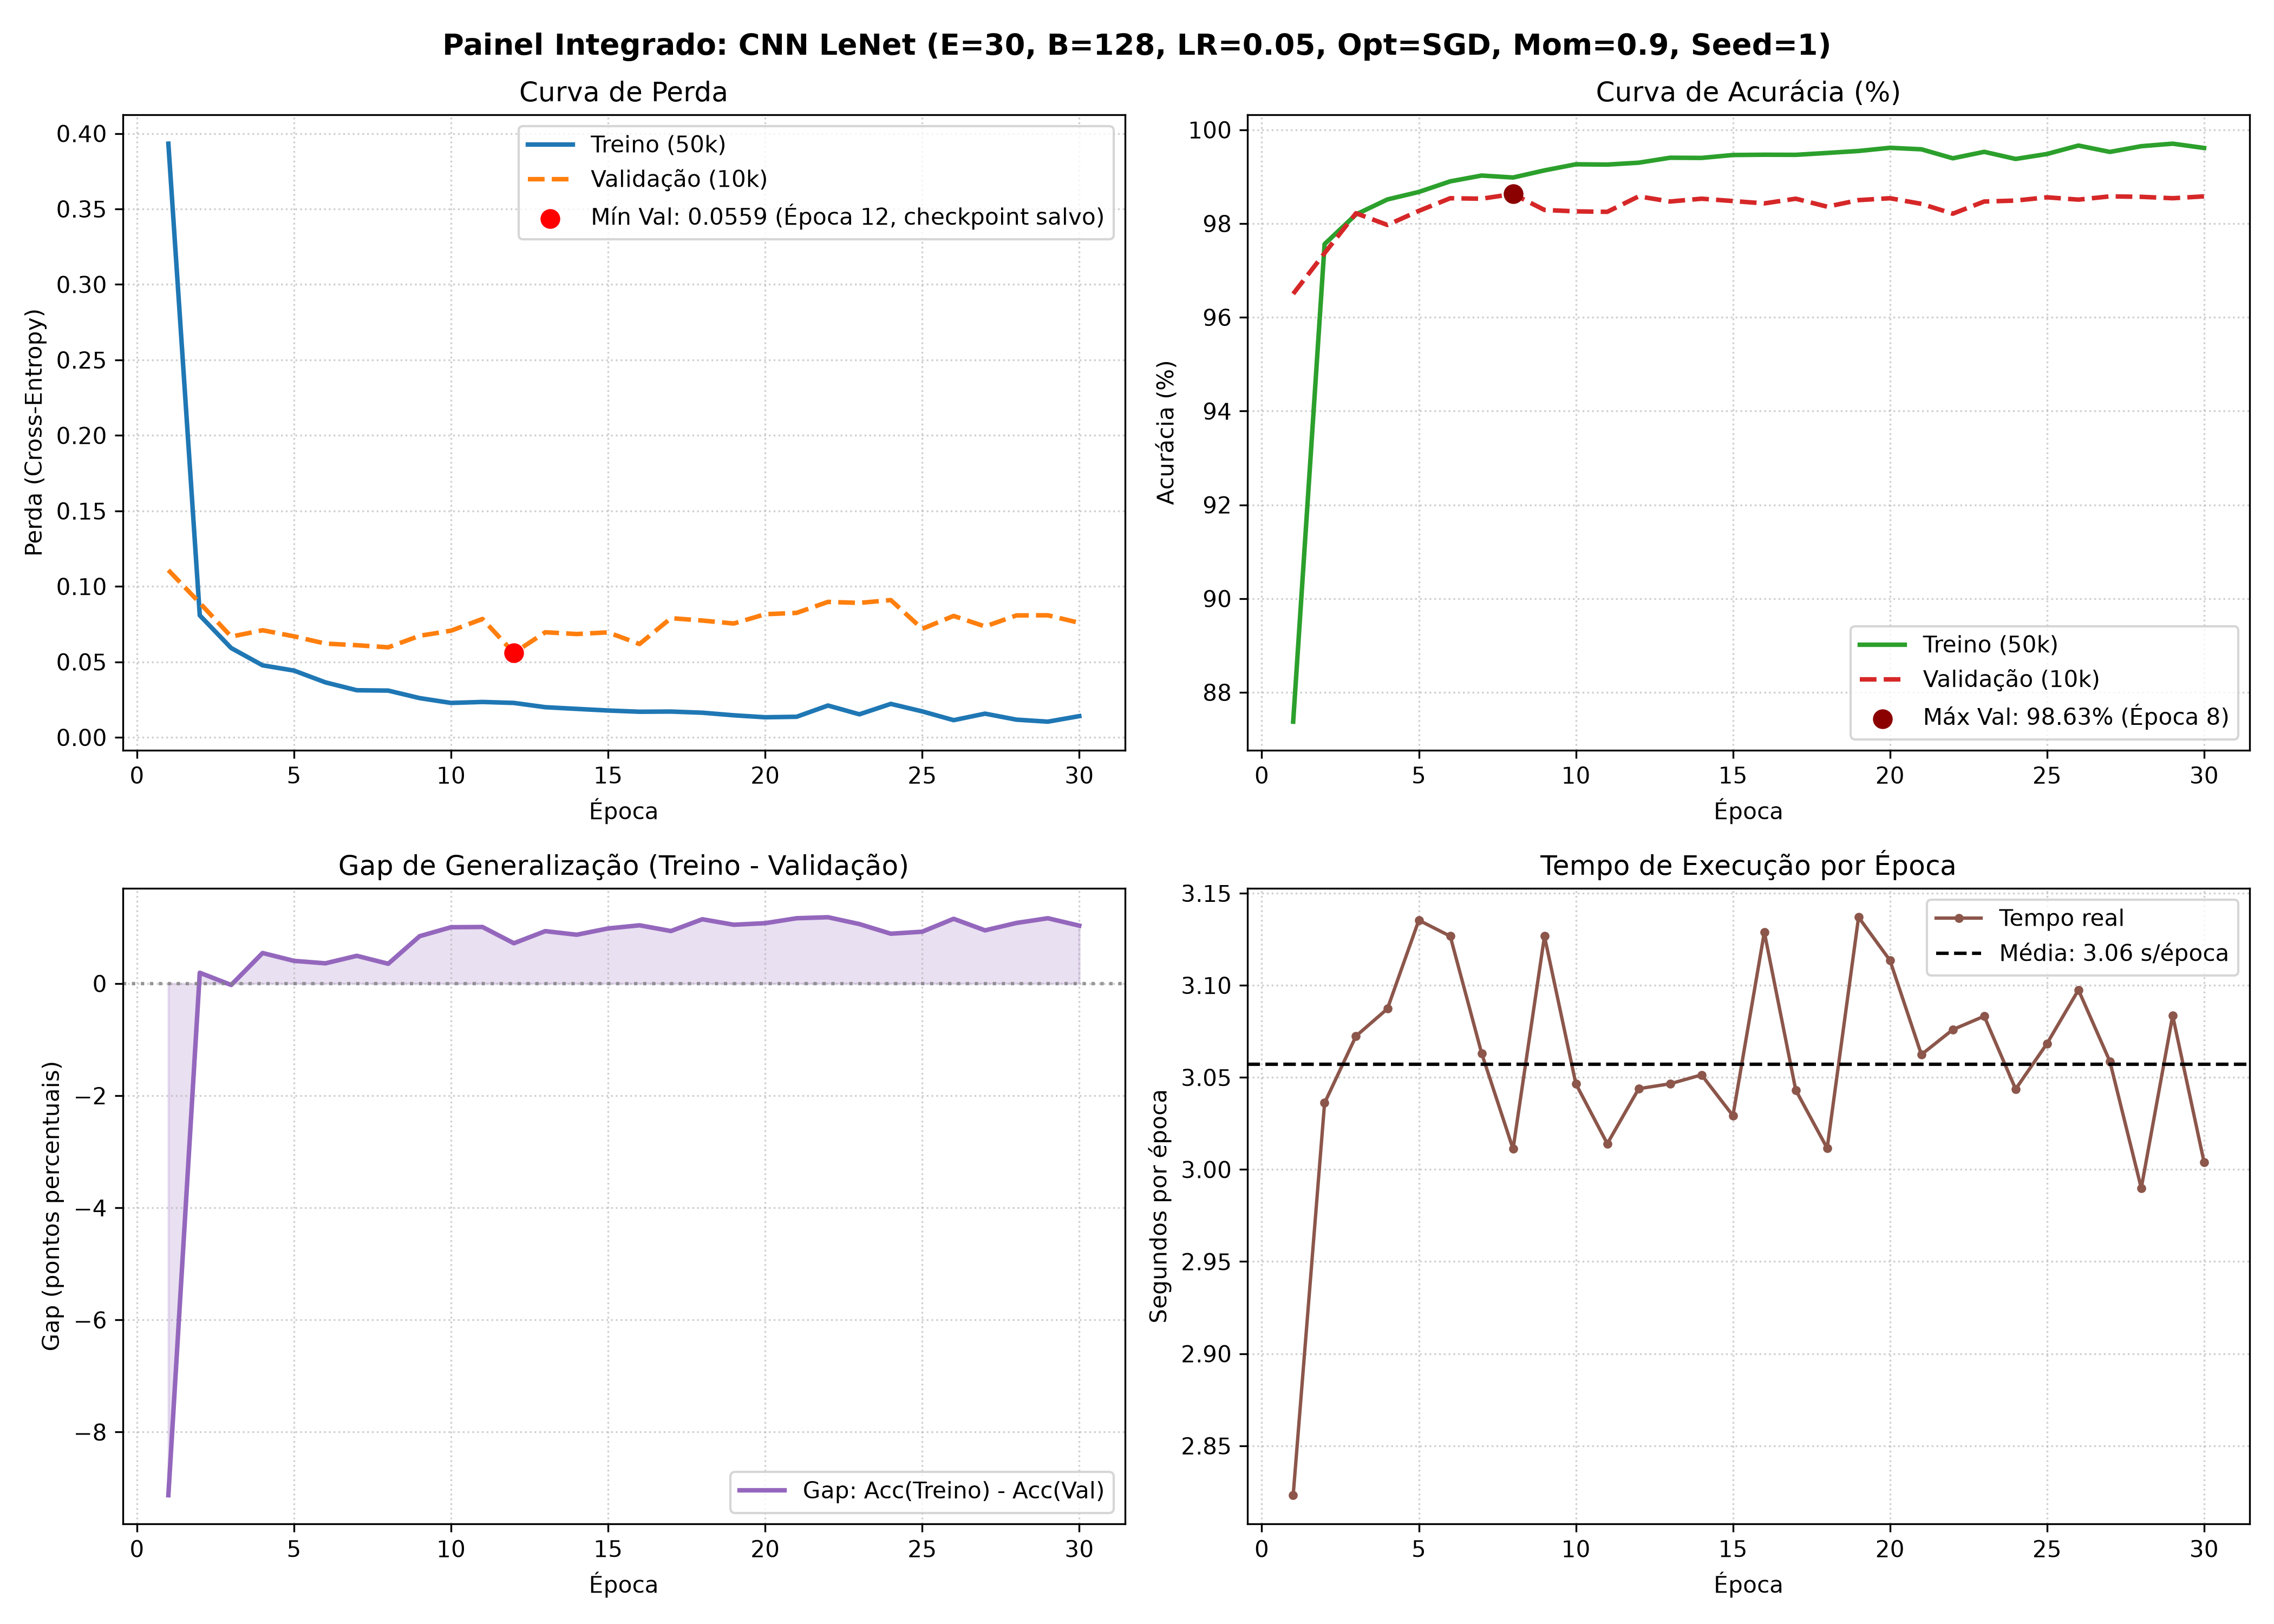 Painel Integrado: CNN LeNet (E=30, B=128, LR=0.05, Opt=SGD, Mom=0.9, Seed=1)
Curva de Perda
0.40
0.35
0.30
0.25
0.20
0.15
0.10
0.05
0.00
Perda (Cross-Entropy)
Treino (50k)
Validação (10k)
Mín Val: 0.0559 (Época 12, checkpoint salvo)
0 5 10 15 20 25 30
Época
Curva de Acurácia (%)
100
98
96
94
92
90
88
Acurácia (%)
Treino (50k)
Validação (10k)
Máx Val: 98.63% (Época 8)
0 5 10 15 20 25 30
Época
Gap de Generalização (Treino - Validação)
0
−2
−4
−6
−8
Gap (pontos percentuais)
Gap: Acc(Treino) - Acc(Val)
0 5 10 15 20 25 30
Época
Tempo de Execução por Época
3.15
3.10
3.05
3.00
2.95
2.90
2.85
Segundos por época
Tempo real
Média: 3.06 s/época
0 5 10 15 20 25 30
Época